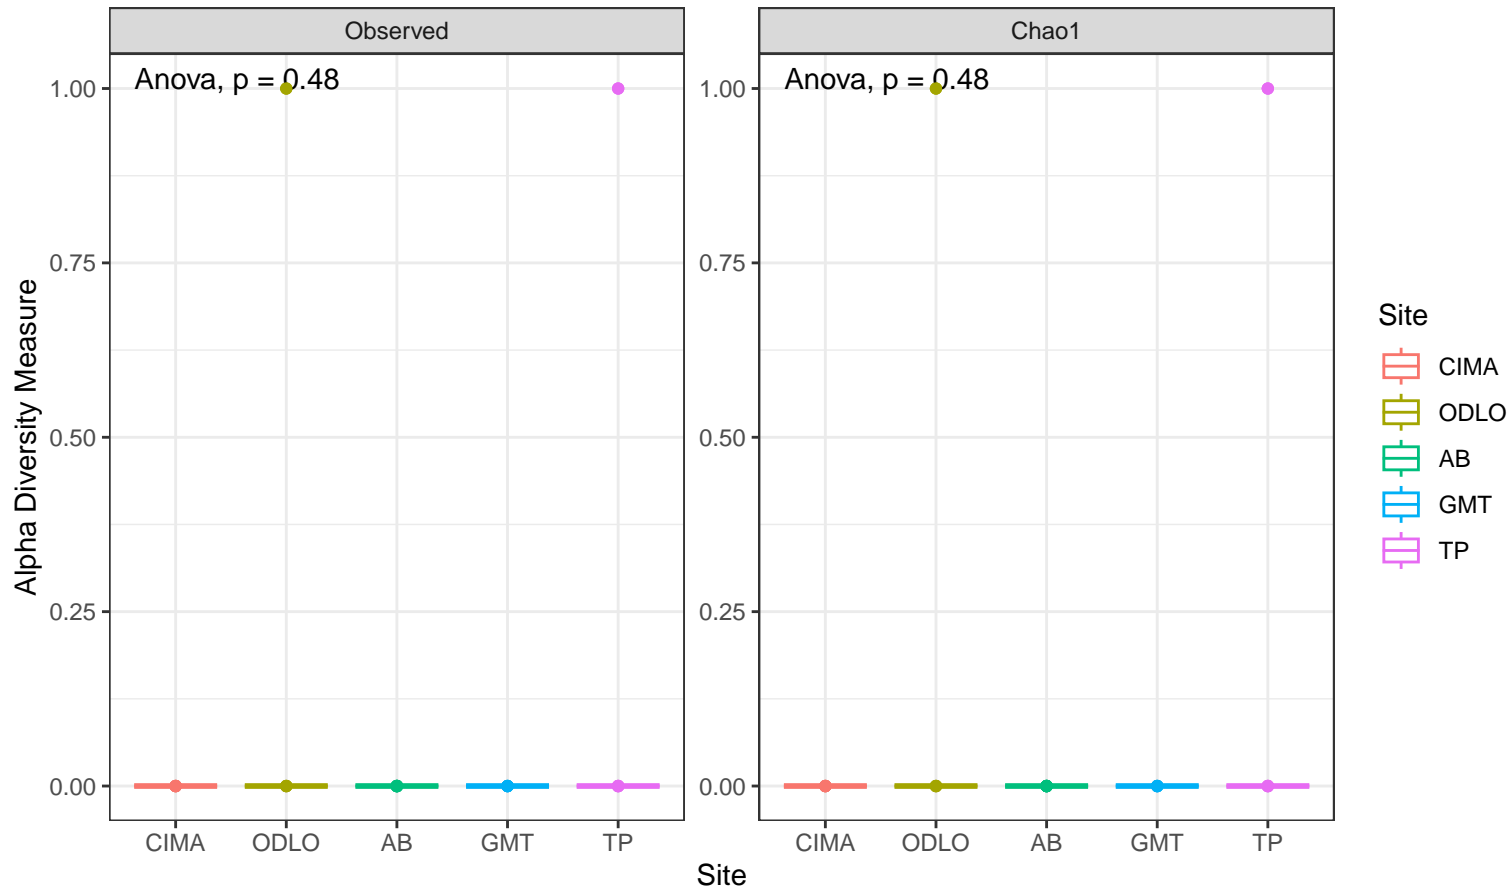 Observed
Chao1
Anova, p = 0.48
Anova, p = 0.48
1.00
0.75
0.50
0.25
0.00
1.00
0.75
0.50
0.25
0.00
Alpha Diversity Measure
CIMA ODLO AB GMT TP
CIMA ODLO AB GMT TP
Site
Site
CIMA
ODLO
AB
GMT
TP